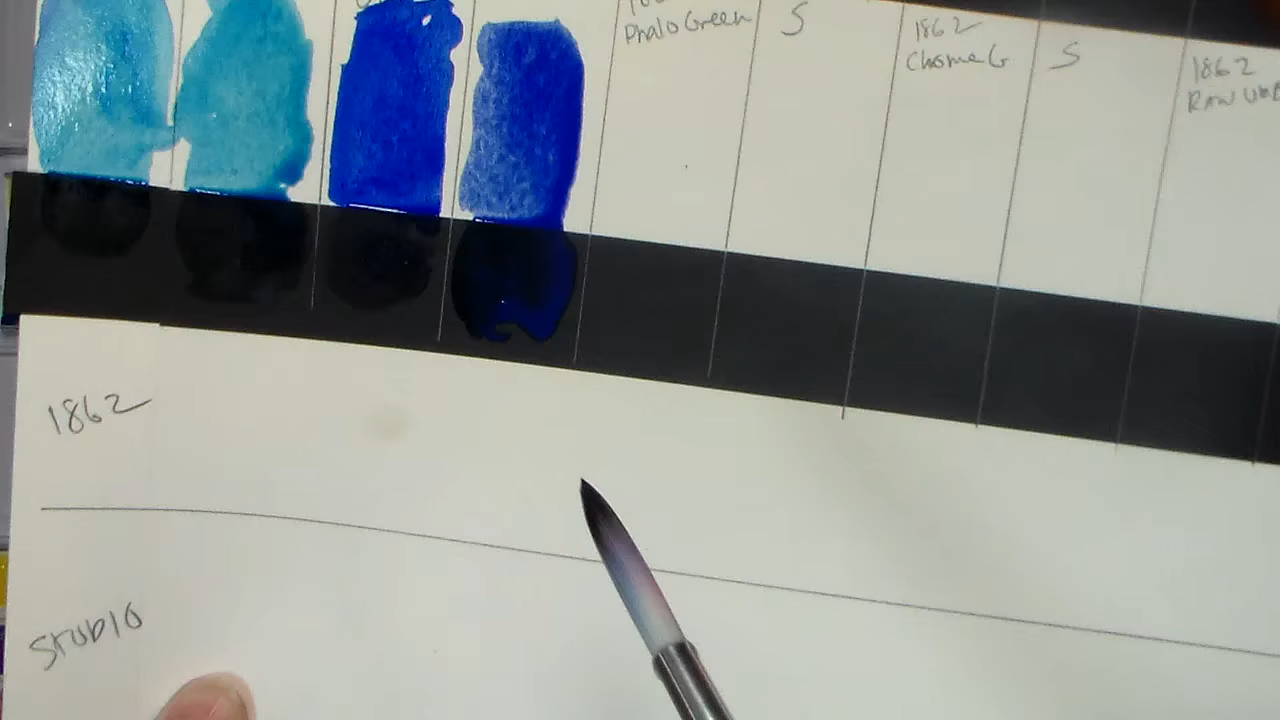 Phalo Green
S
1862
Chrome G
S
1862
RAW UMB
1862
STUDIO